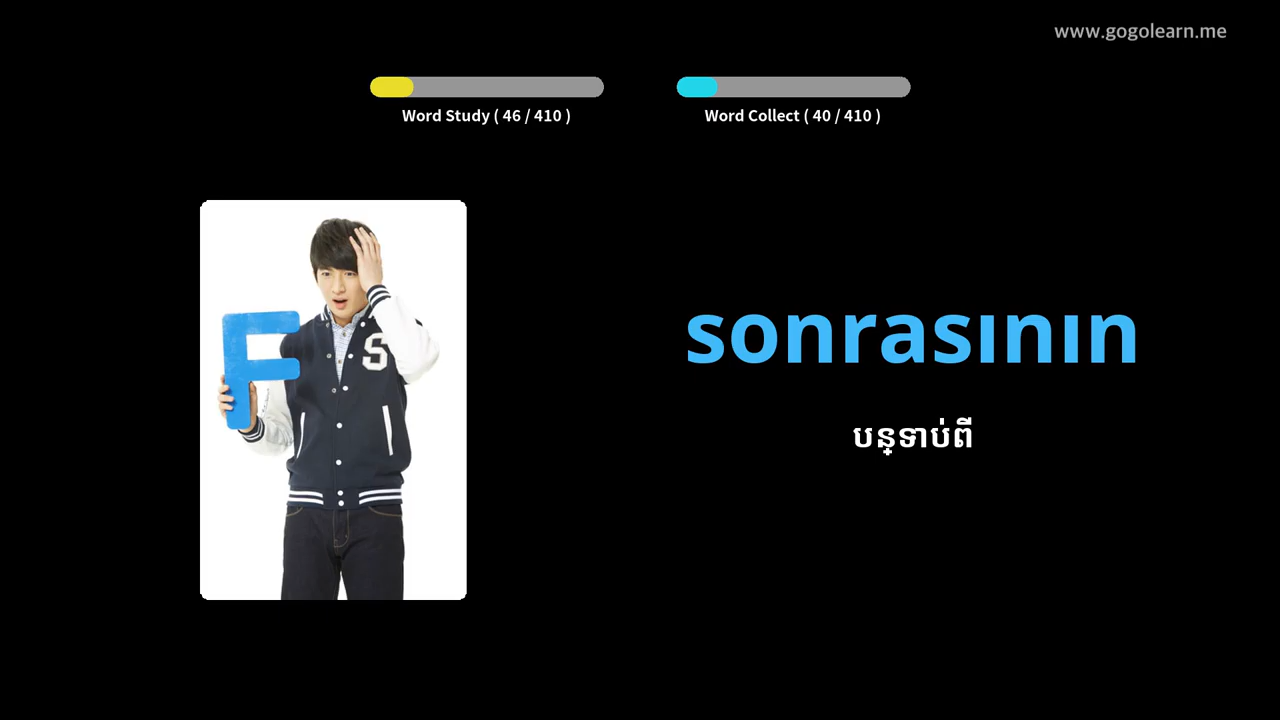 www.gogolearn.me
Word Study ( 46 / 410 )
Word Collect ( 40 / 410 )
F
S
sonrasının
បន្ទាប់ពី